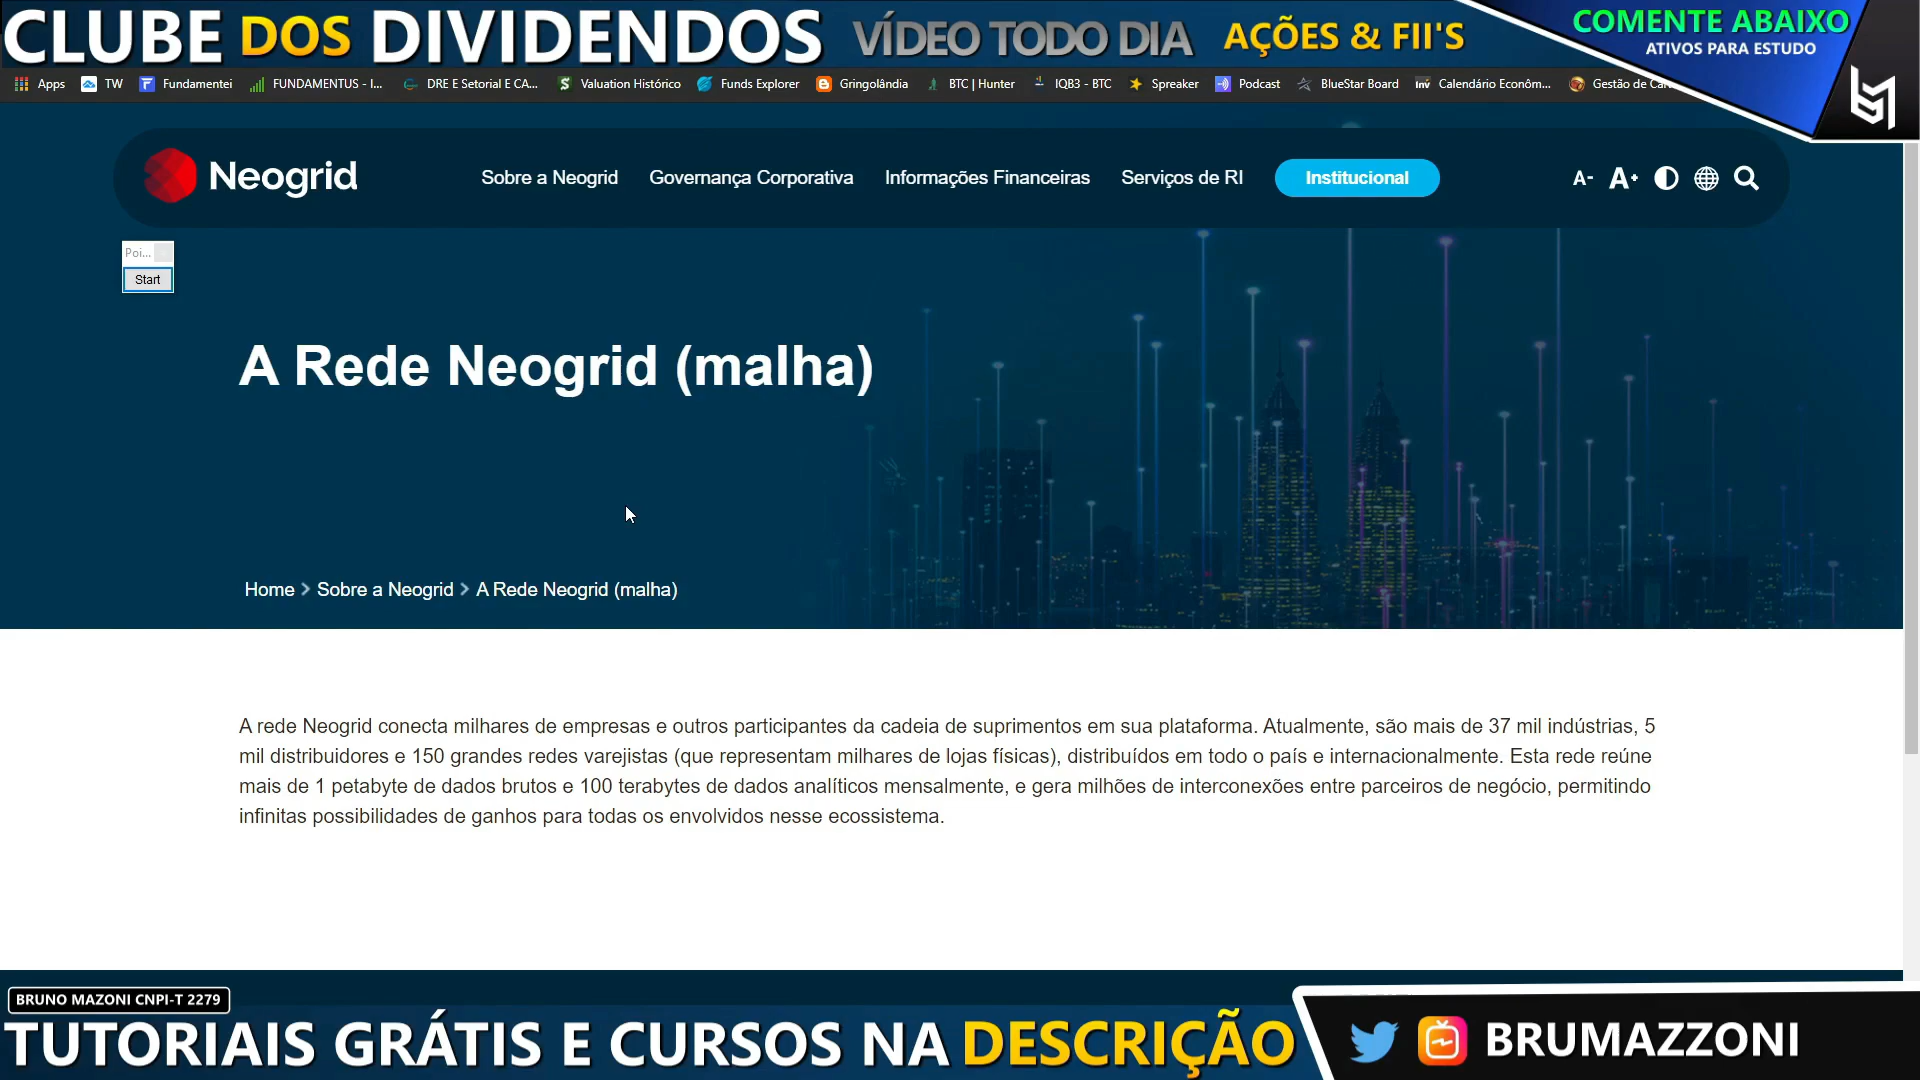 CLUBE DOS DIVIDENDOS VÍDEO TODO DIA AÇÕES & FII'S
COMENTE ABAIXO
ATIVOS PARA ESTUDO
Apps TW Fundamentei FUNDAMENTUS - I... DRE E Setorial E CA... Valuation Histórico Funds Explorer Gringolândia BTC | Hunter IQB3 - BTC Spreaker Podcast BlueStar Board Calendário Econôm... Gestão de
Neogrid Sobre a Neogrid Governança Corporativa Informações Financeiras Serviços de RI Institucional A- A+
Poi...
Start
A Rede Neogrid (malha)
Home > Sobre a Neogrid > A Rede Neogrid (malha)
A rede Neogrid conecta milhares de empresas e outros participantes da cadeia de suprimentos em sua plataforma. Atualmente, são mais de 37 mil indústrias, 5
mil distribuidores e 150 grandes redes varejistas (que representam milhares de lojas físicas), distribuídos em todo o país e internacionalmente. Esta rede reúne
mais de 1 petabyte de dados brutos e 100 terabytes de dados analíticos mensalmente, e gera milhões de interconexões entre parceiros de negócio, permitindo
infinitas possibilidades de ganhos para todas os envolvidos nesse ecossistema.
BRUNO MAZONI CNPI-T 2279
TUTORIAIS GRÁTIS E CURSOS NA DESCRIÇÃO
BRUMAZZONI